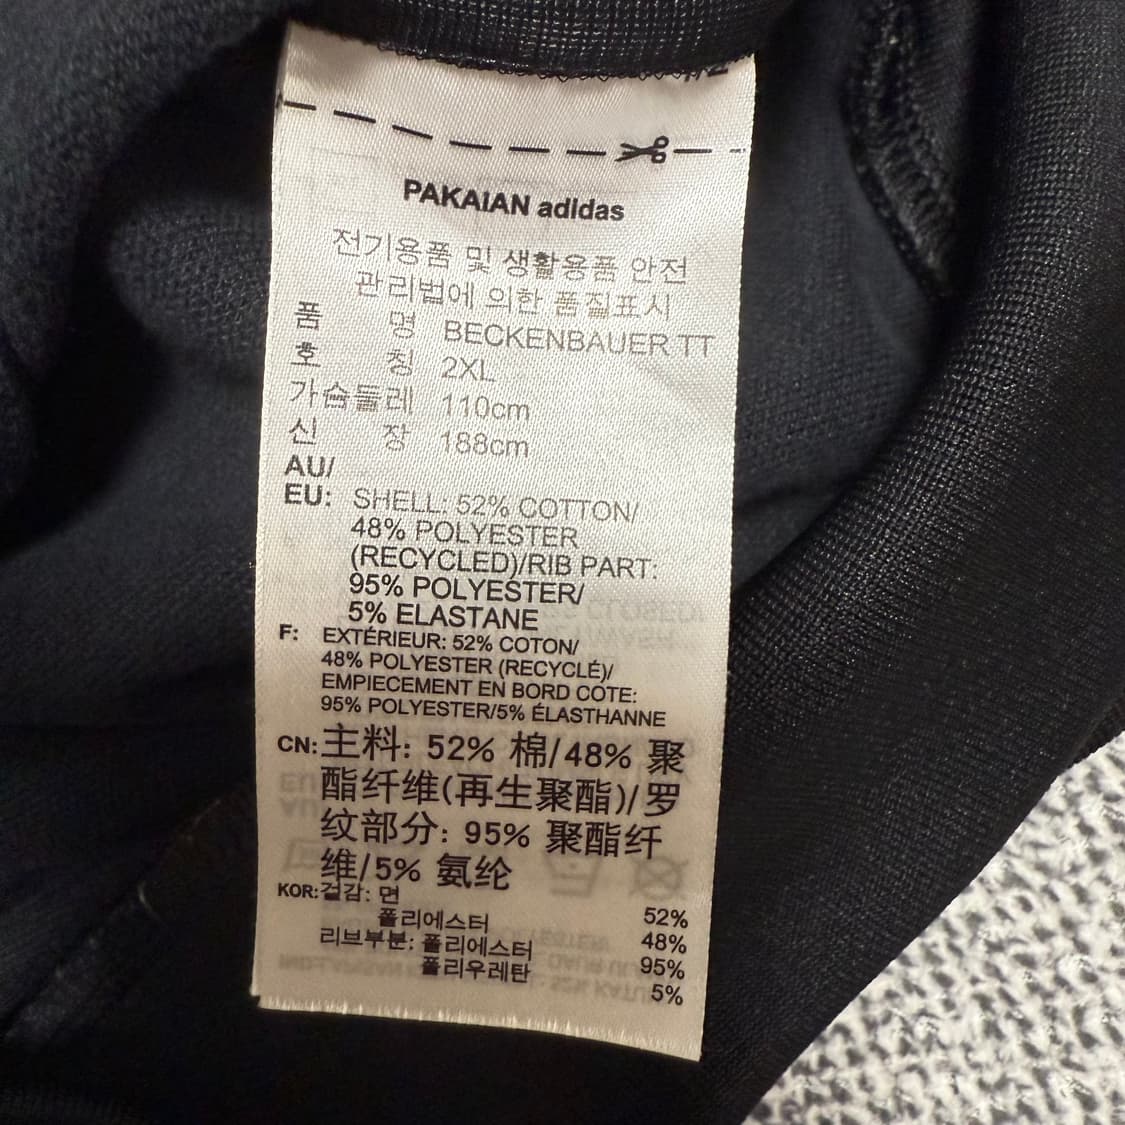 PAKAIAN adidas
전기용품 및 생활용품 안전
관리법에 의한 품질표시
품 명 BECKENBAUER TT
호 칭 2XL
가슴둘레 110cm
신 장 188cm
AU/
EU: SHELL: 52% COTTON/
48% POLYESTER
(RECYCLED)/RIB PART:
95% POLYESTER/
5% ELASTANE
F: EXTÉRIEUR: 52% COTON/
48% POLYESTER (RECYCLÉ)/
EMPIECEMENT EN BORD COTE:
95% POLYESTER/5% ÉLASTHANNE
CN: 主料: 52% 棉/48% 聚
酯纤维(再生聚酯)/罗
纹部分: 95% 聚酯纤
维/5% 氨纶
KOR: 겉감: 면 52%
폴리에스터 48%
리브부분: 폴리에스터 95%
폴리우레탄 5%